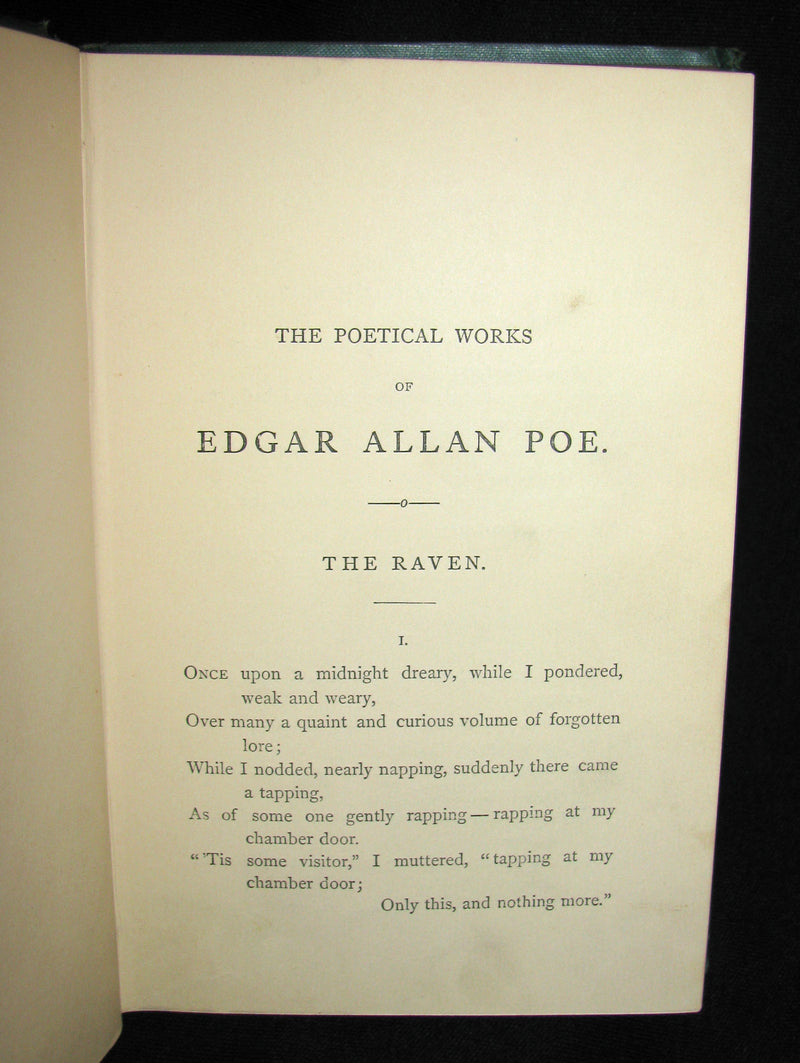 THE POETICAL WORKS
OF
EDGAR ALLAN POE.
——o——
THE RAVEN.
I.
ONCE upon a midnight dreary, while I pondered,
weak and weary,
Over many a quaint and curious volume of forgotten
lore;
While I nodded, nearly napping, suddenly there came
a tapping,
As of some one gently rapping — rapping at my
chamber door.
“ ’Tis some visitor,” I muttered, “tapping at my
chamber door;
Only this, and nothing more.”